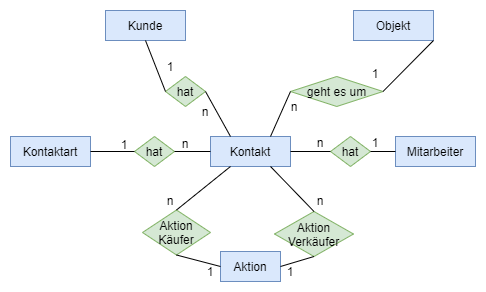 Kunde
Objekt
1
1
hat
geht es um
n
n
Kontaktart
1
hat
n
Kontakt
n
hat
1
Mitarbeiter
n
n
Aktion
Käufer
Aktion
Verkäufer
1
Aktion
1